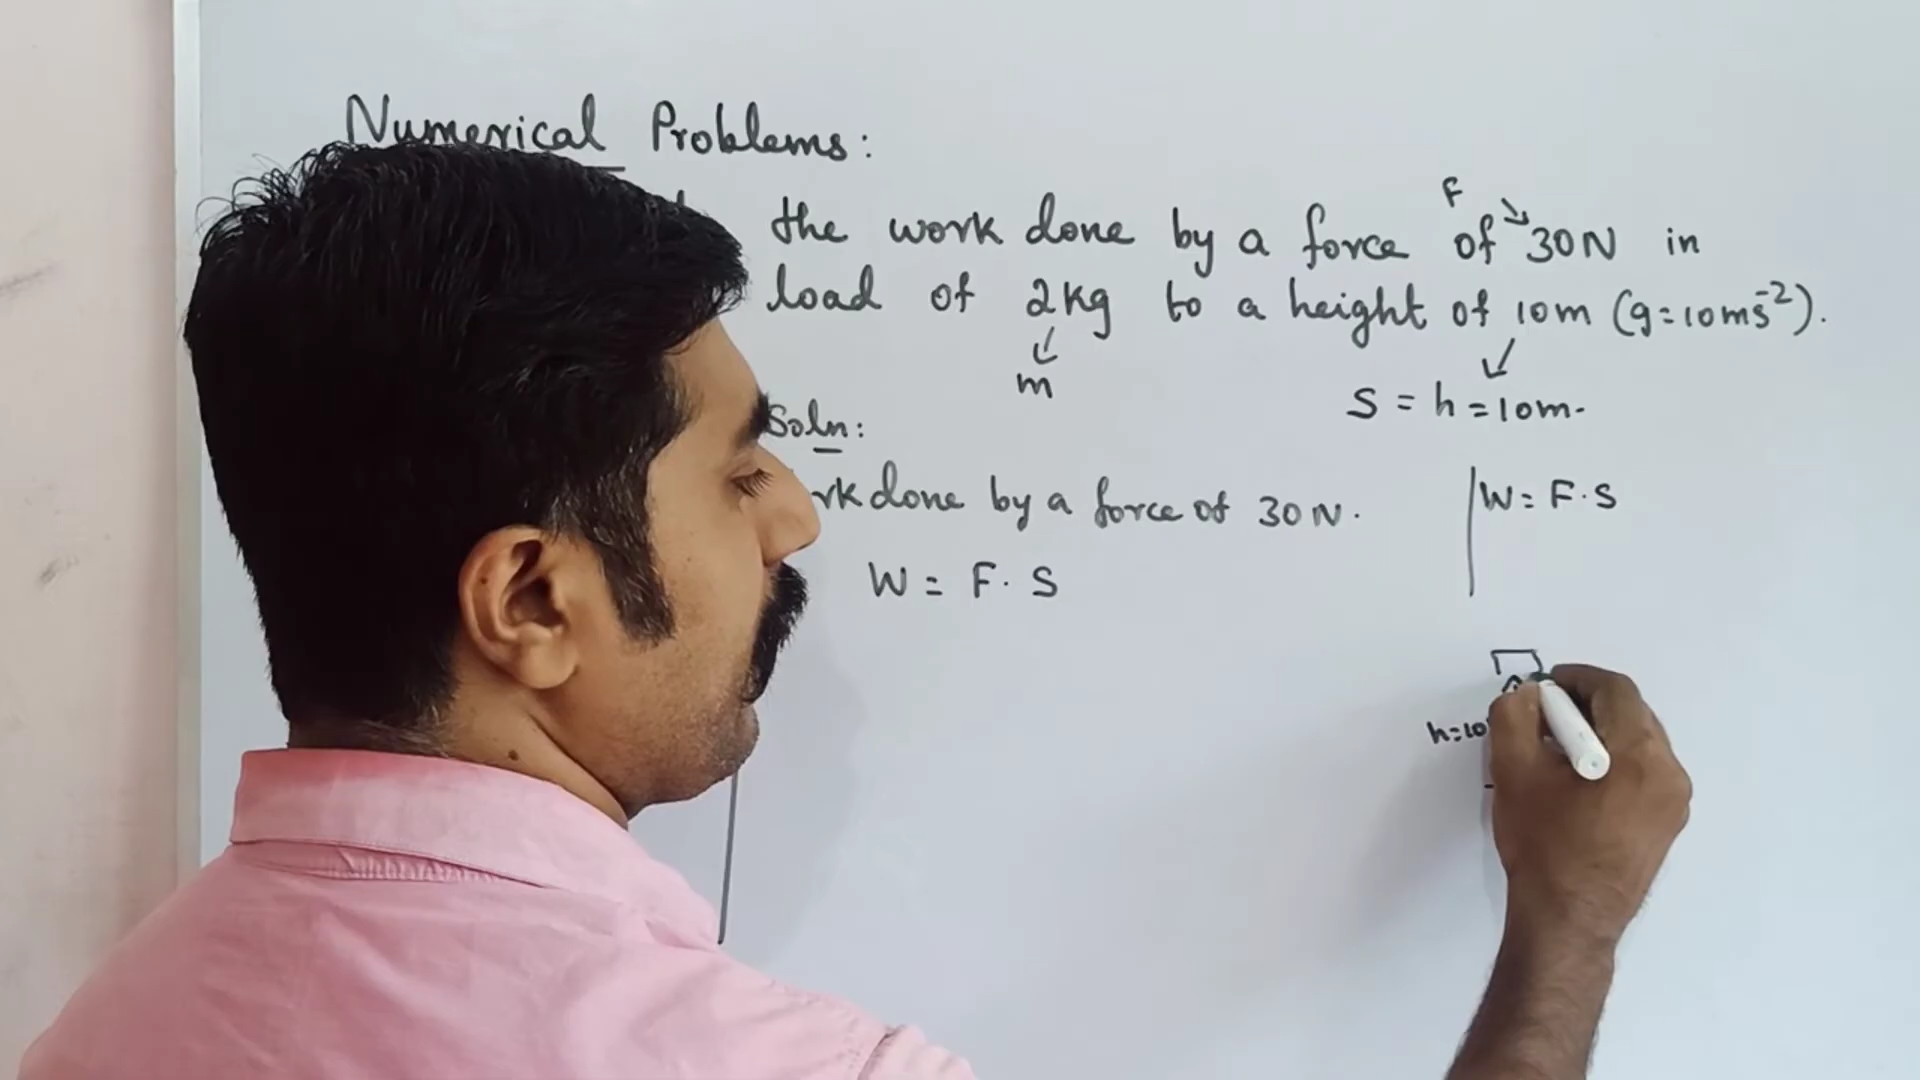 Numerical Problems:
F
the work done by a force of 30N in
load of 2kg to a height of 10m (g=10ms⁻²).
m
S = h = 10m.
Soln:
done by a force of 30N.
W = F.S
W = F. S
h=10